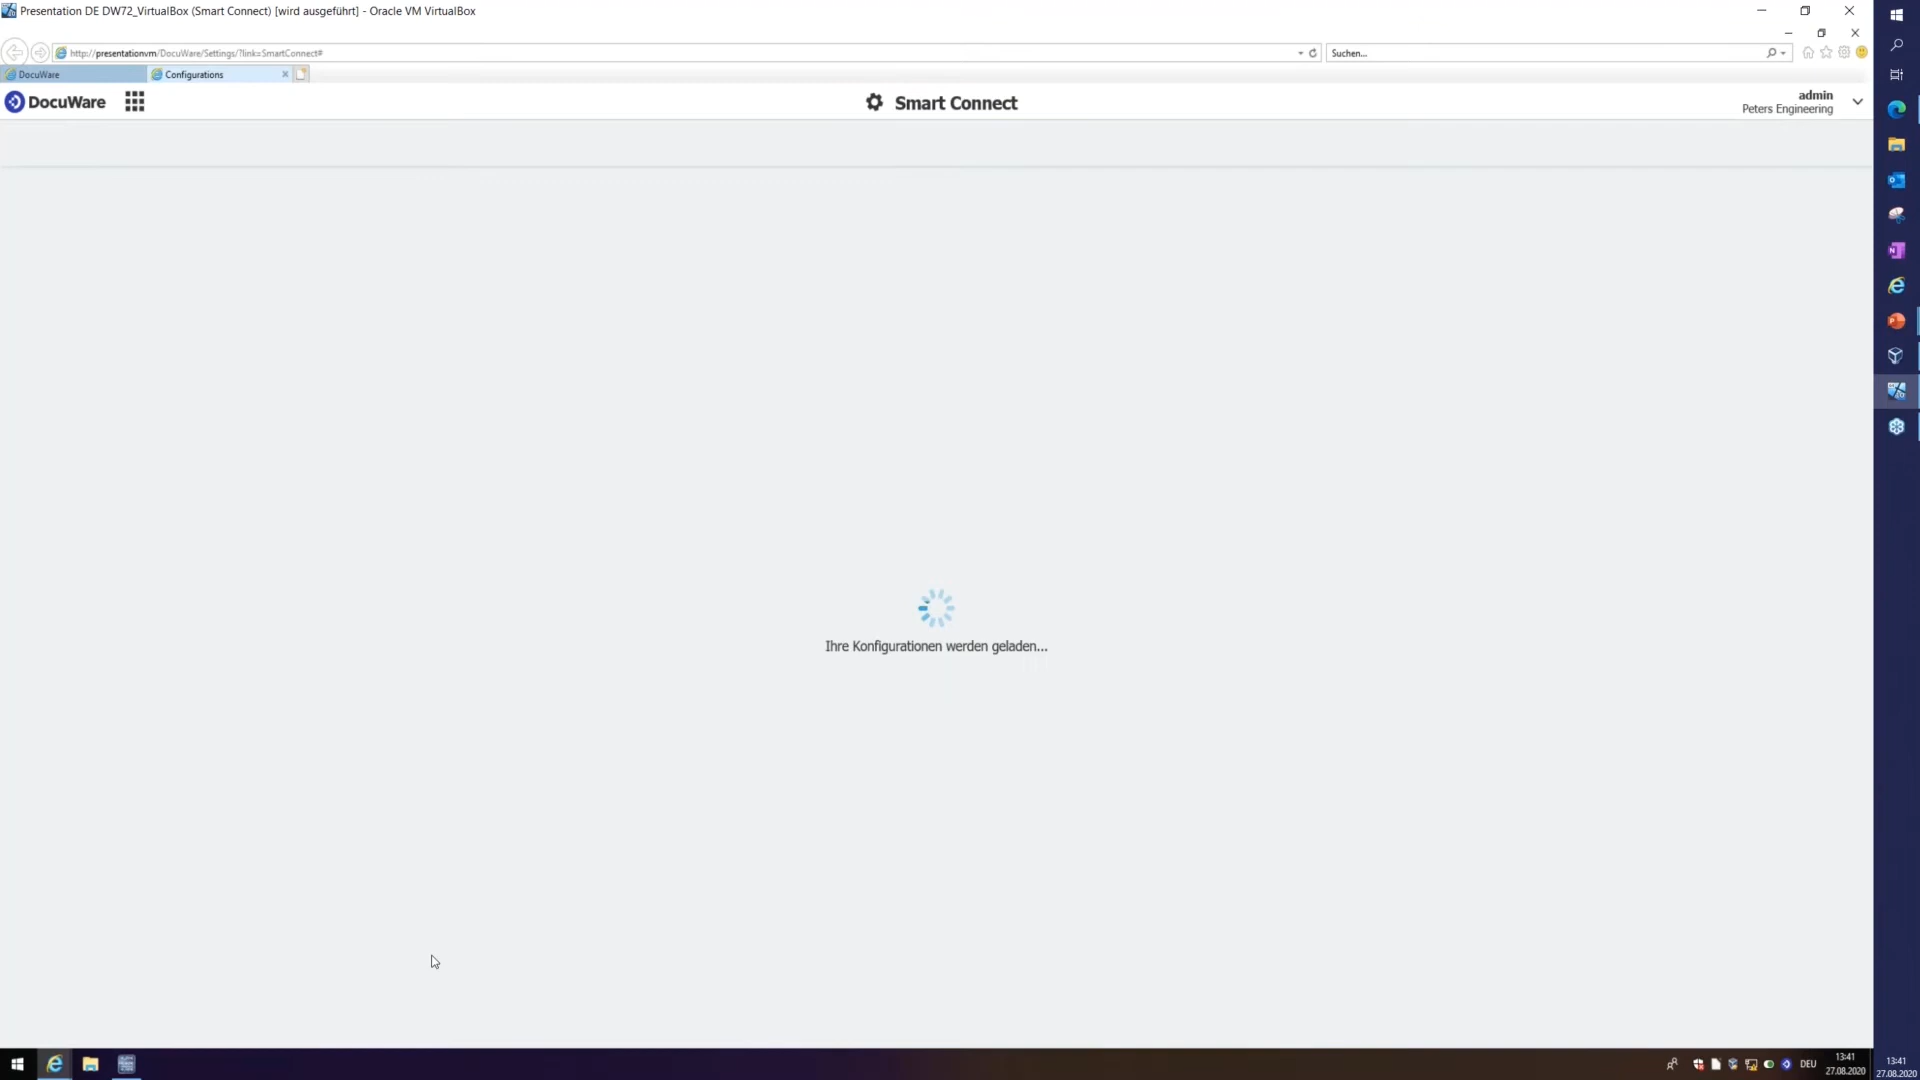 Presentation DE DW72_VirtualBox (Smart Connect) [wird ausgeführt] - Oracle VM VirtualBox
http://presentationvm/DocuWare/Settings/?link=SmartConnect#
Suchen...
DocuWare
Configurations
DocuWare
Smart Connect
admin
Peters Engineering
Ihre Konfigurationen werden geladen...
DEU
13:41
27.08.2020
13:41
27.08.2020